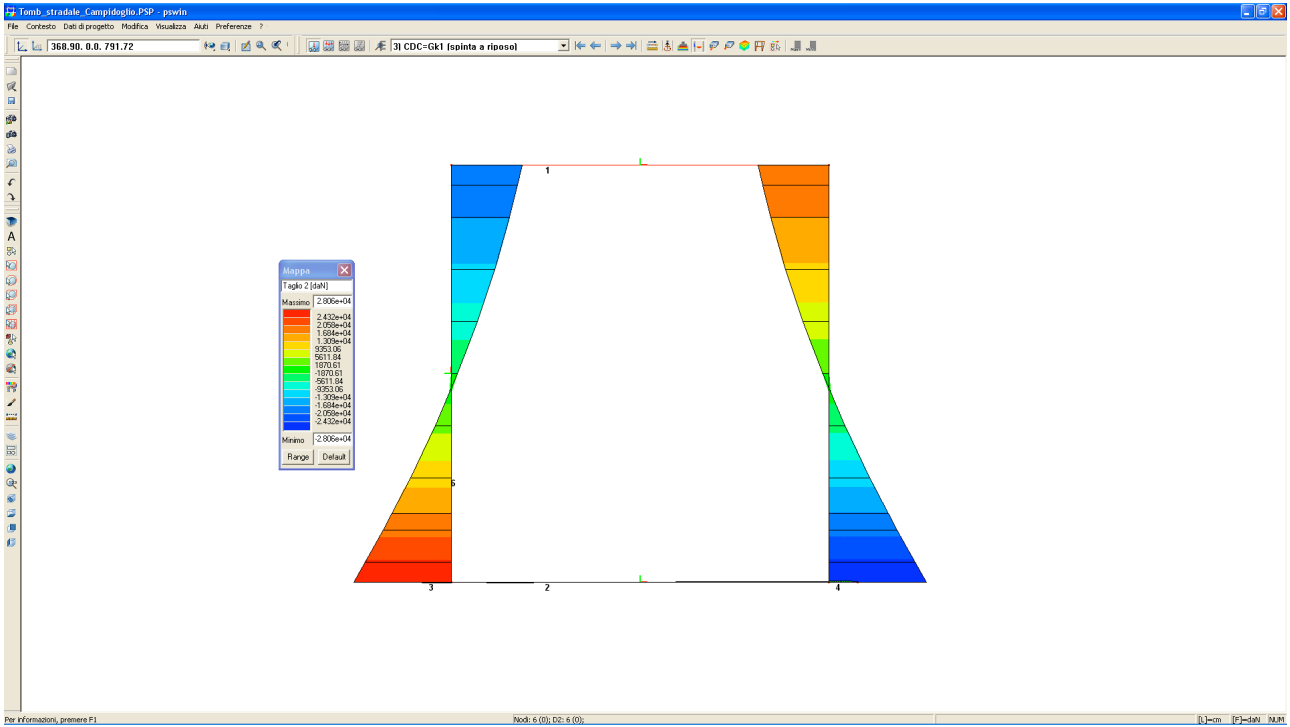 Tomb_stradale_Campidoglio.PSP - pswin
File Contesto Dati di progetto Modifica Visualizza Aiuti Preferenze ?
368.90. 0.0. 791.72
3) CDC=Gk1 (spinta a riposo)
1
Mappa
Taglio 2 [daN]
Massimo 2.806e+04
2.432e+04
2.058e+04
1.684e+04
1.309e+04
9353.06
5611.84
1870.61
-1870.61
-5611.84
-9353.06
-1.309e+04
-1.684e+04
-2.058e+04
-2.432e+04
Minimo -2.806e+04
Range Default
6
3 2 4
Per informazioni, premere F1 Nodi: 6 (0); D2: 6 (0); [L]=cm [F]=daN NUM